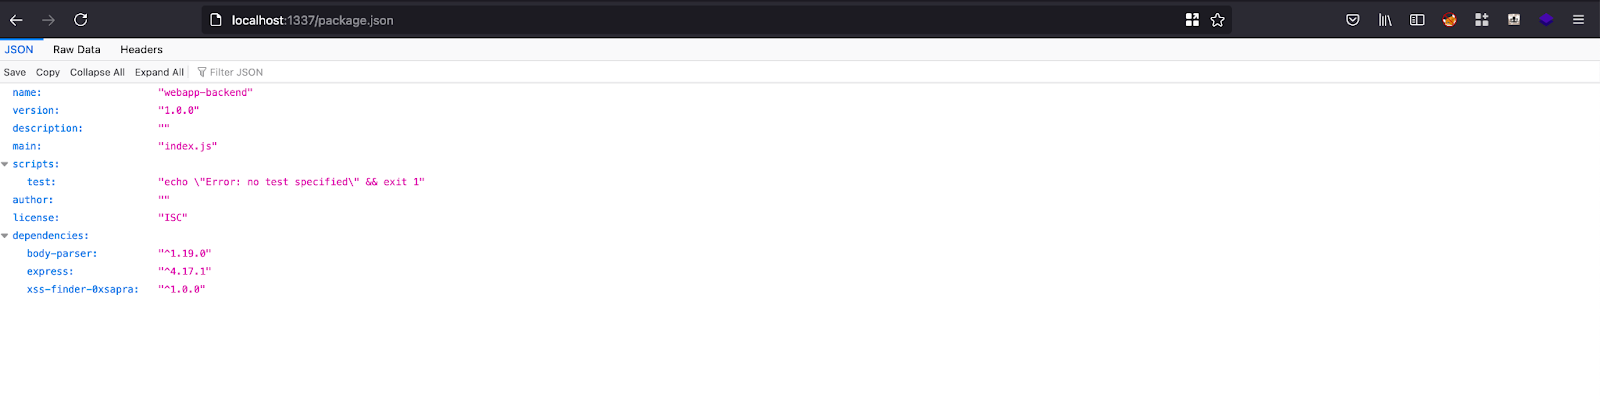 localhost:1337/package.json
JSON Raw Data Headers
Save Copy Collapse All Expand All Filter JSON
name: "webapp-backend"
version: "1.0.0"
description: ""
main: "index.js"
scripts:
test: "echo \"Error: no test specified\" && exit 1"
author: ""
license: "ISC"
dependencies:
body-parser: "^1.19.0"
express: "^4.17.1"
xss-finder-0xsapra: "^1.0.0"